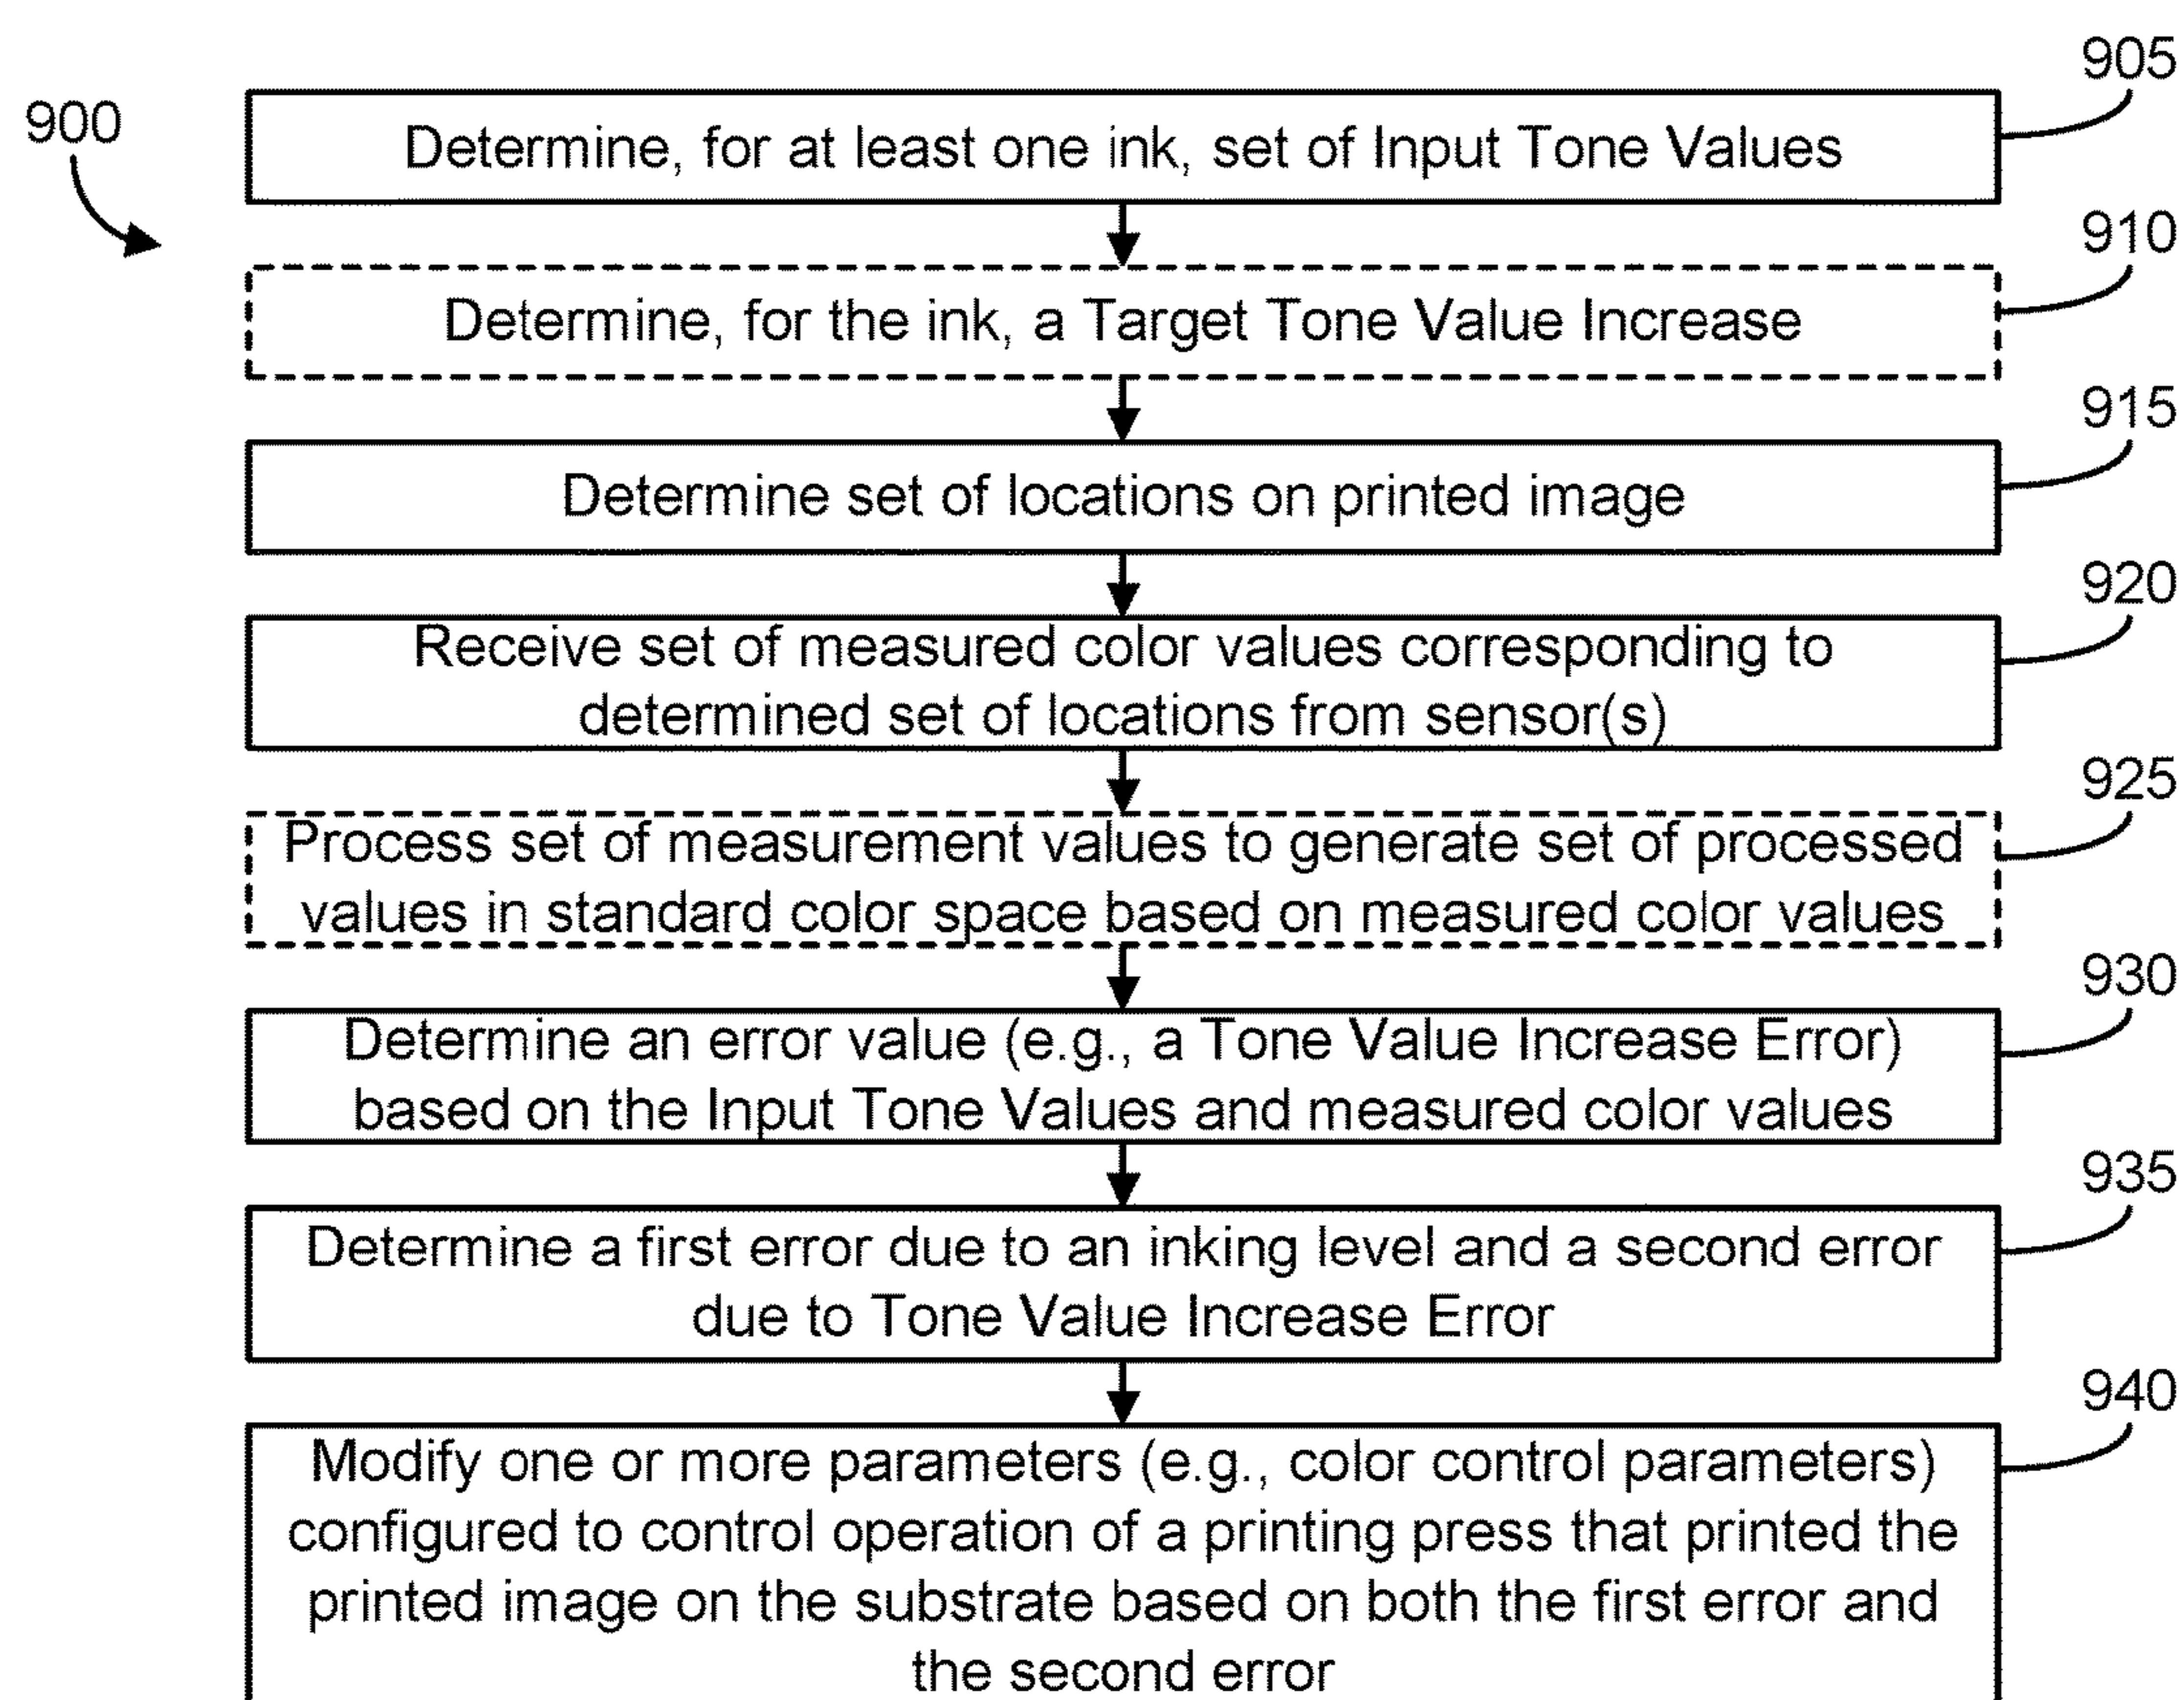 905
900
Determine, for at least one ink, set of Input Tone Values
910
Determine, for the ink, a Target Tone Value Increase
915
Determine set of locations on printed image
920
Receive set of measured color values corresponding to
determined set of locations from sensor(s)
925
Process set of measurement values to generate set of processed
values in standard color space based on measured color values
930
Determine an error value (e.g., a Tone Value Increase Error)
based on the Input Tone Values and measured color values
935
Determine a first error due to an inking level and a second error
due to Tone Value Increase Error
940
Modify one or more parameters (e.g., color control parameters)
configured to control operation of a printing press that printed the
printed image on the substrate based on both the first error and
the second error